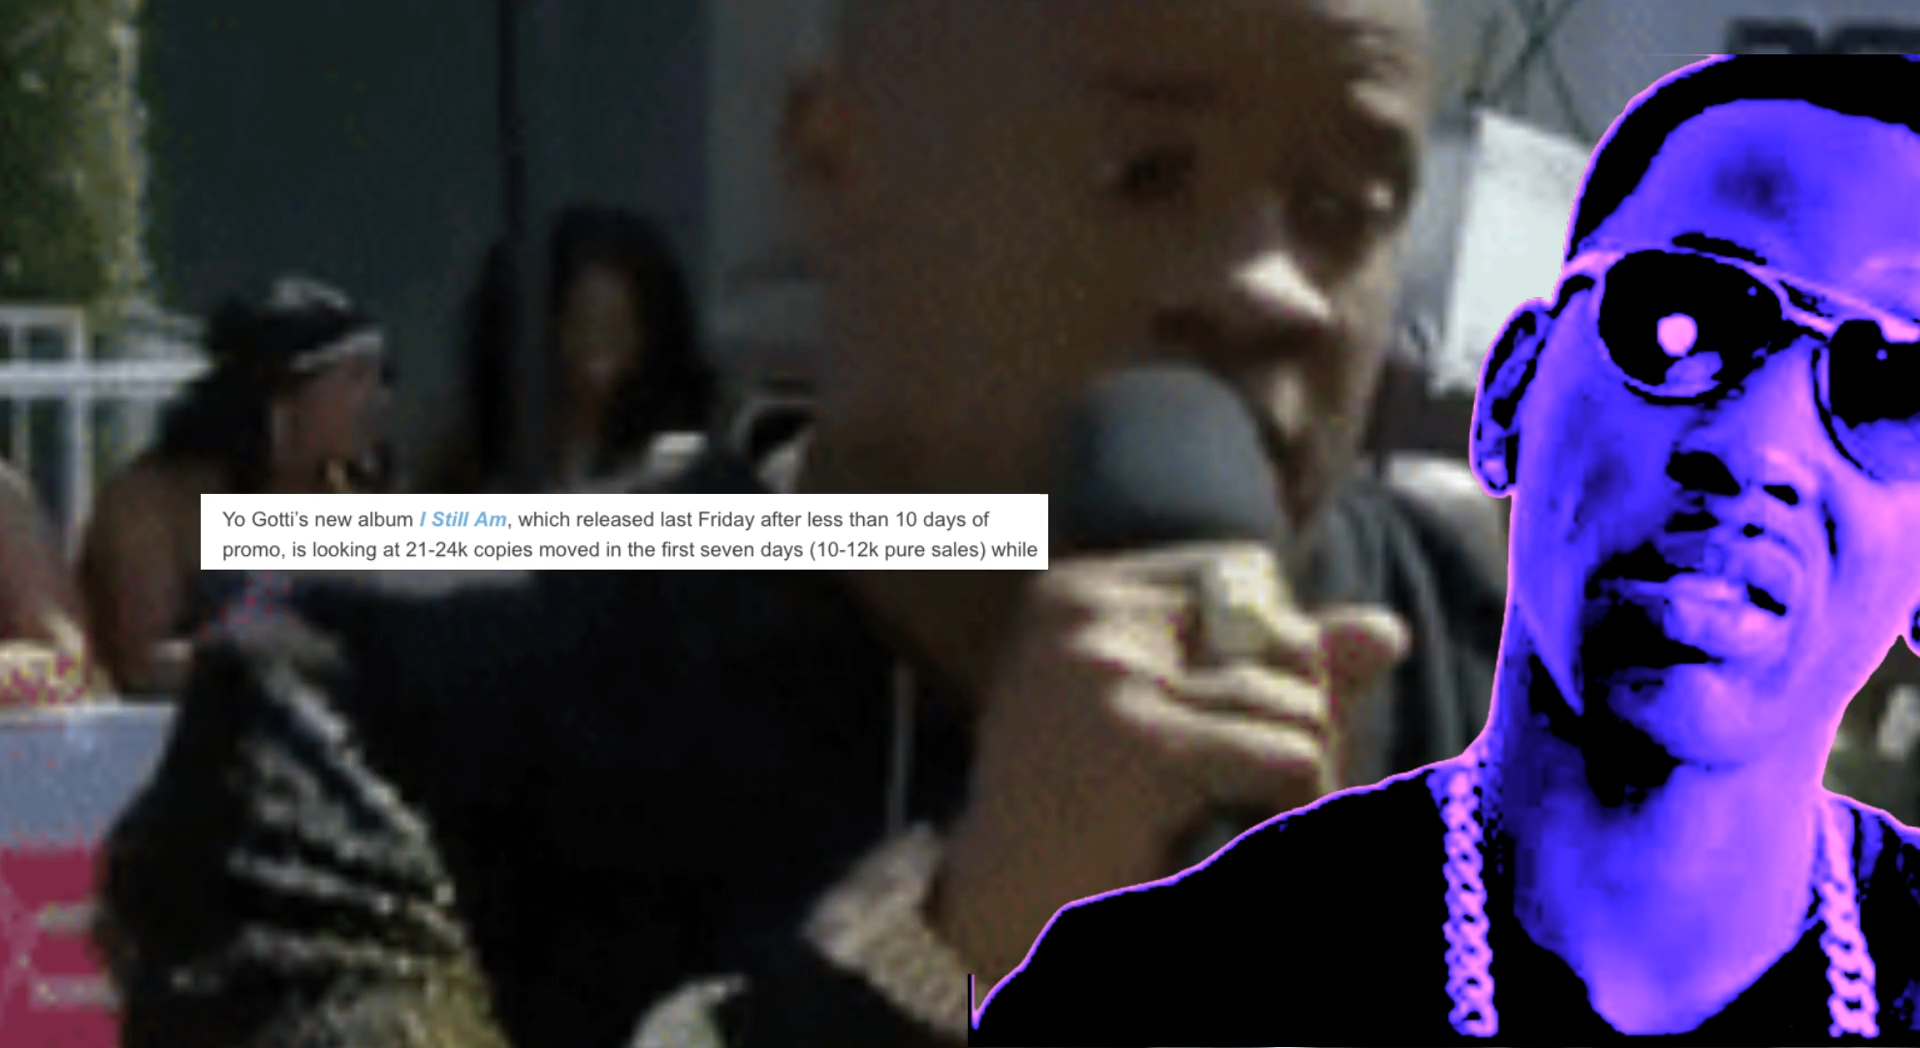 Yo Gotti’s new album I Still Am, which released last Friday after less than 10 days of
promo, is looking at 21-24k copies moved in the first seven days (10-12k pure sales) while